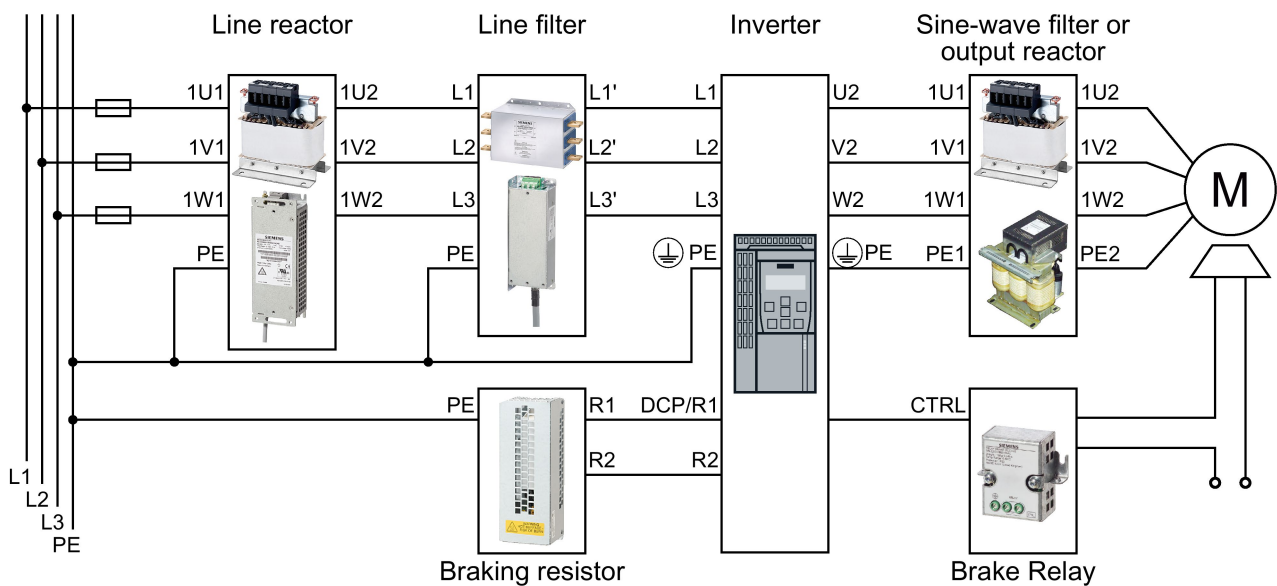 Line reactor Line filter Inverter Sine-wave filter or
output reactor
1U1 1U2 L1 L1' L1 U2 1U1 1U2
1V1 1V2 L2 L2' L2 V2 1V1 1V2
1W1 1W2 L3 L3' L3 W2 1W1 1W2
M
PE PE PE PE PE1 PE2
SIEMENS
PE R1 DCP/R1 CTRL
R2 R2
SIEMENS
L1
L2
L3
PE
Braking resistor Brake Relay